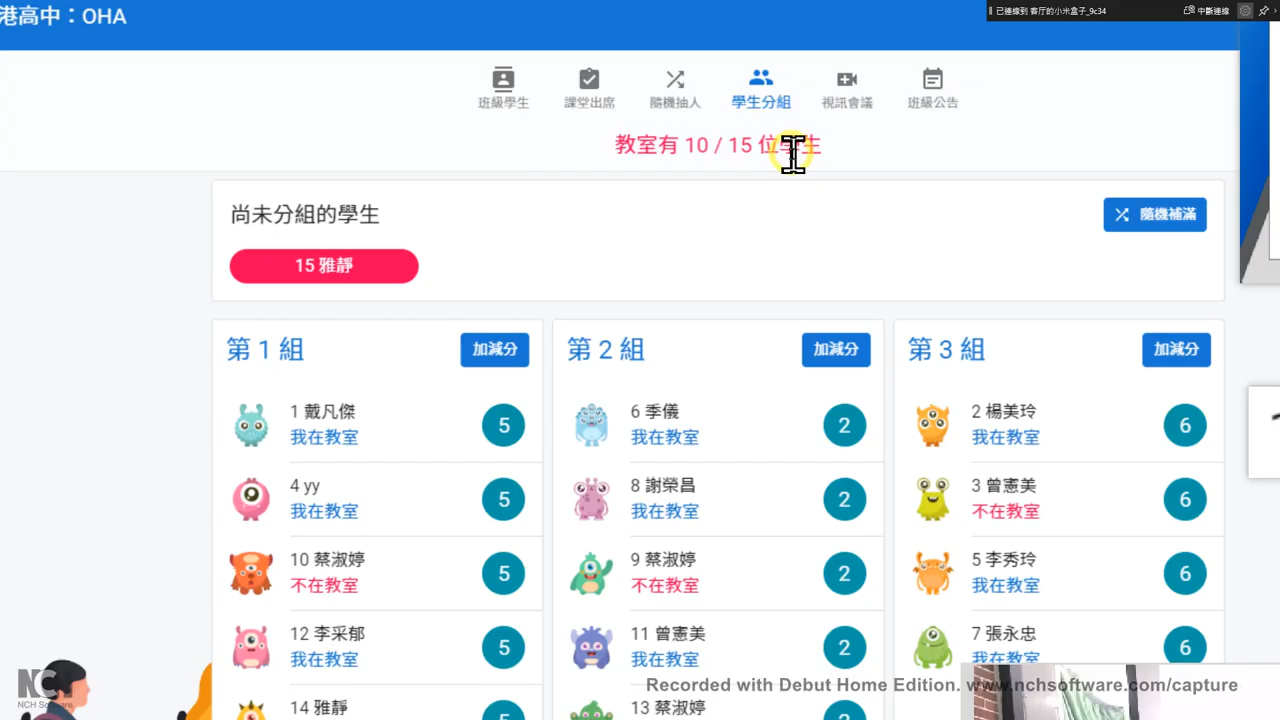 港高中：OHA
已連線到 客厅的小米盒子_9c34
中斷連線
班級學生
課堂出席
隨機抽人
學生分組
視訊會議
班級公告
教室有 10 / 15 位學生
尚未分組的學生
隨機補滿
15 雅靜
第 1 組
加減分
1 戴凡傑
我在教室
5
4 yy
我在教室
5
10 蔡淑婷
不在教室
5
12 李采郁
我在教室
5
14 雅靜
第 2 組
加減分
6 季儀
我在教室
2
8 謝榮昌
我在教室
2
9 蔡淑婷
不在教室
2
11 曾憲美
我在教室
2
13 蔡淑婷
第 3 組
加減分
2 楊美玲
我在教室
6
3 曾憲美
不在教室
6
5 李秀玲
我在教室
6
7 張永忠
我在教室
6
NCH
NCH Software
Recorded with Debut Home Edition. www.nchsoftware.com/capture